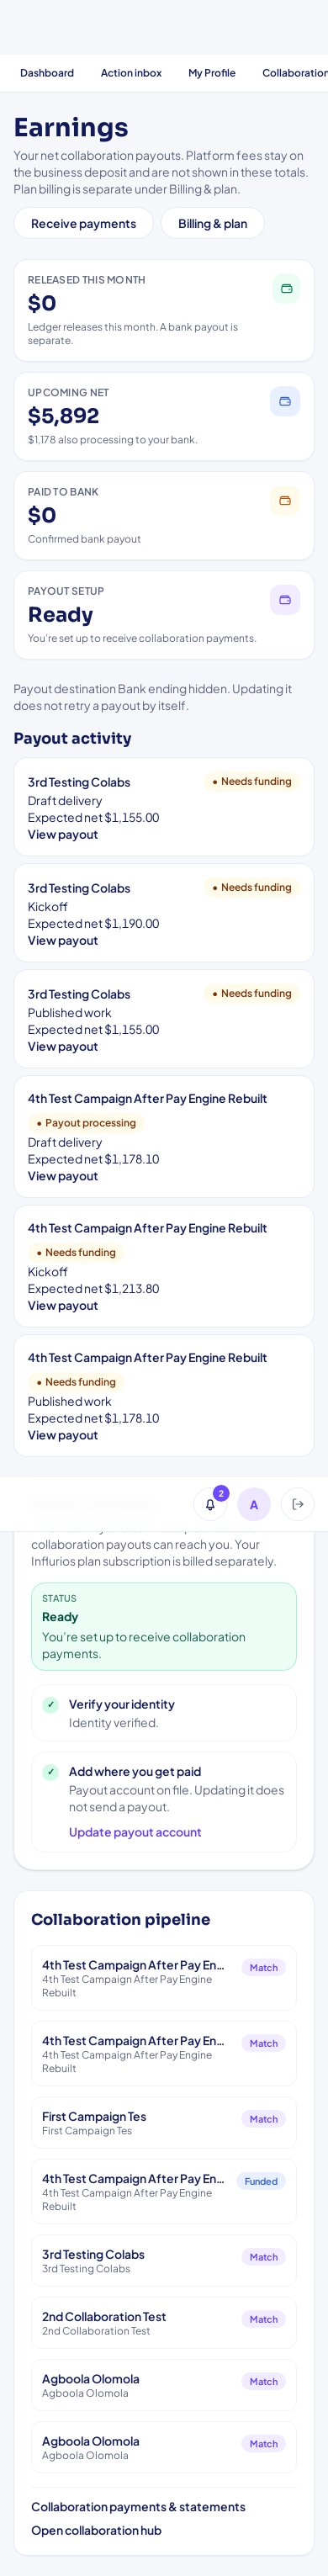 Dashboard Action inbox My Profile Collaboration
Earnings
Your net collaboration payouts. Platform fees stay on
the business deposit and are not shown in these totals.
Plan billing is separate under Billing & plan.
Receive payments Billing & plan
RELEASED THIS MONTH
$0
Ledger releases this month. A bank payout is
separate.
UPCOMING NET
$5,892
$1,178 also processing to your bank.
PAID TO BANK
$0
Confirmed bank payout
PAYOUT SETUP
Ready
You're set up to receive collaboration payments.
Payout destination Bank ending hidden. Updating it
does not retry a payout by itself.
Payout activity
3rd Testing Colabs • Needs funding
Draft delivery
Expected net $1,155.00
View payout
3rd Testing Colabs • Needs funding
Kickoff
Expected net $1,190.00
View payout
3rd Testing Colabs • Needs funding
Published work
Expected net $1,155.00
View payout
4th Test Campaign After Pay Engine Rebuilt
• Payout processing
Draft delivery
Expected net $1,178.10
View payout
4th Test Campaign After Pay Engine Rebuilt
• Needs funding
Kickoff
Expected net $1,213.80
View payout
4th Test Campaign After Pay Engine Rebuilt
• Needs funding
Published work
Expected net $1,178.10
View payout
2
A
collaboration payouts can reach you. Your
Influrios plan subscription is billed separately.
STATUS
Ready
You're set up to receive collaboration
payments.
✓ Verify your identity
Identity verified.
✓ Add where you get paid
Payout account on file. Updating it does
not send a payout.
Update payout account
Collaboration pipeline
4th Test Campaign After Pay En... Match
4th Test Campaign After Pay Engine
Rebuilt
4th Test Campaign After Pay En... Match
4th Test Campaign After Pay Engine
Rebuilt
First Campaign Tes Match
First Campaign Tes
4th Test Campaign After Pay En... Funded
4th Test Campaign After Pay Engine
Rebuilt
3rd Testing Colabs Match
3rd Testing Colabs
2nd Collaboration Test Match
2nd Collaboration Test
Agboola Olomola Match
Agboola Olomola
Agboola Olomola Match
Agboola Olomola
Collaboration payments & statements
Open collaboration hub